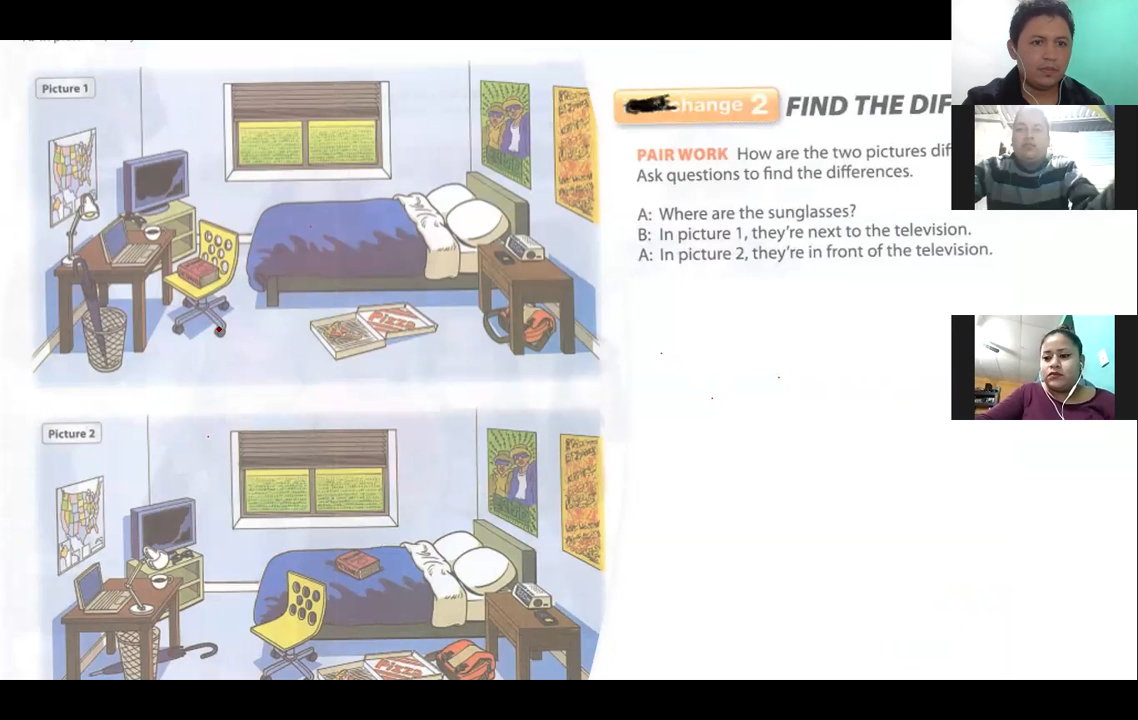 Picture 1
Pizza
Picture 2
Pizza
change 2 FIND THE DIF
PAIR WORK How are the two pictures dif
Ask questions to find the differences.
A: Where are the sunglasses?
B: In picture 1, they're next to the television.
A: In picture 2, they're in front of the television.